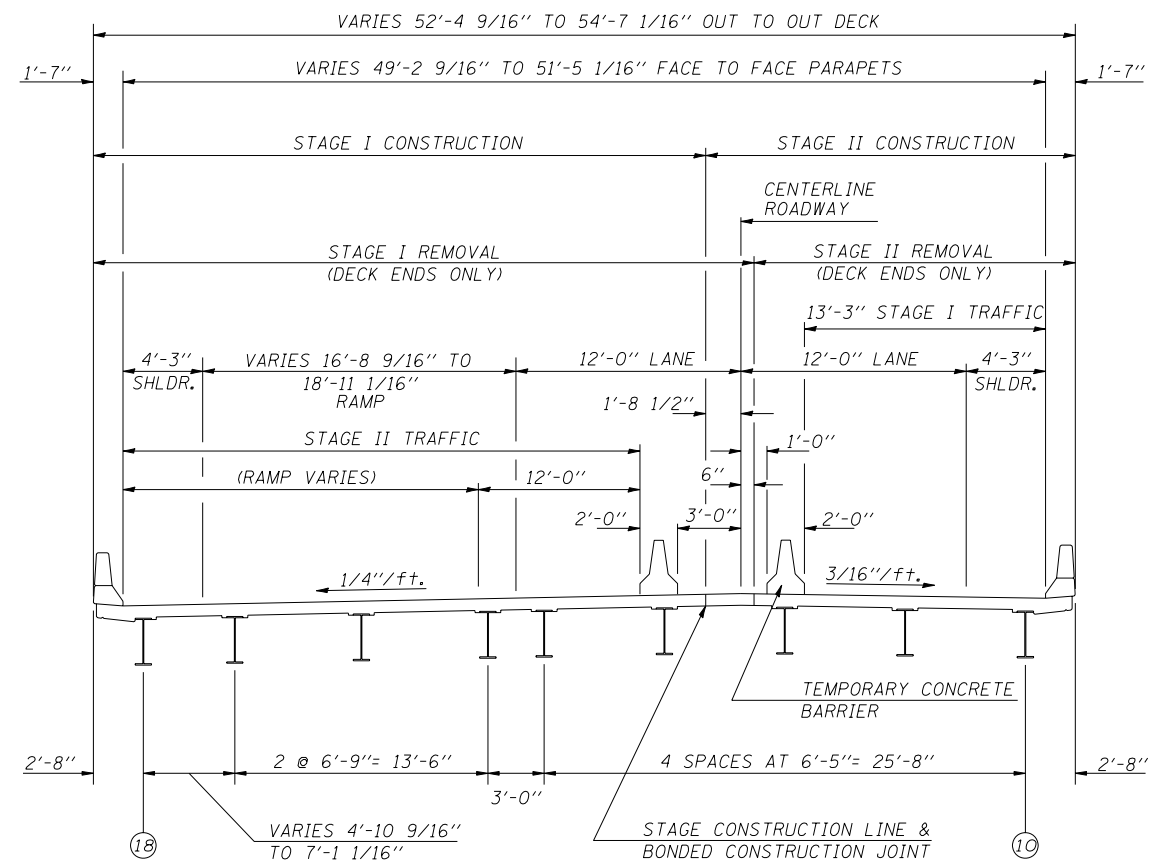 VARIES 52'-4 9/16" TO 54'-7 1/16" OUT TO OUT DECK
1'-7"
VARIES 49'-2 9/16" TO 51'-5 1/16" FACE TO FACE PARAPETS
1'-7"
STAGE I CONSTRUCTION
STAGE II CONSTRUCTION
CENTERLINE
ROADWAY
STAGE I REMOVAL
(DECK ENDS ONLY)
STAGE II REMOVAL
(DECK ENDS ONLY)
13'-3" STAGE I TRAFFIC
4'-3"
SHLDR.
VARIES 16'-8 9/16" TO
18'-11 1/16"
RAMP
12'-0" LANE
12'-0" LANE
4'-3"
SHLDR.
1'-8 1/2"
STAGE II TRAFFIC
1'-0"
(RAMP VARIES)
12'-0"
6"
2'-0"
3'-0"
2'-0"
1/4"/ft.
3/16"/ft.
TEMPORARY CONCRETE
BARRIER
2'-8"
2 @ 6'-9"= 13'-6"
3'-0"
4 SPACES AT 6'-5"= 25'-8"
2'-8"
18
VARIES 4'-10 9/16"
TO 7'-1 1/16"
STAGE CONSTRUCTION LINE &
BONDED CONSTRUCTION JOINT
10